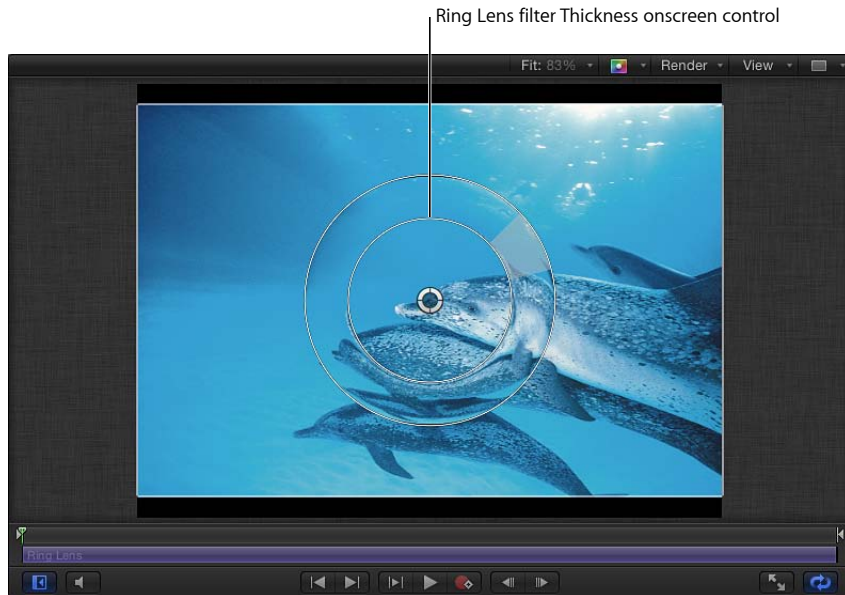 Ring Lens filter Thickness onscreen control
Fit: 83% Render View
Ring Lens